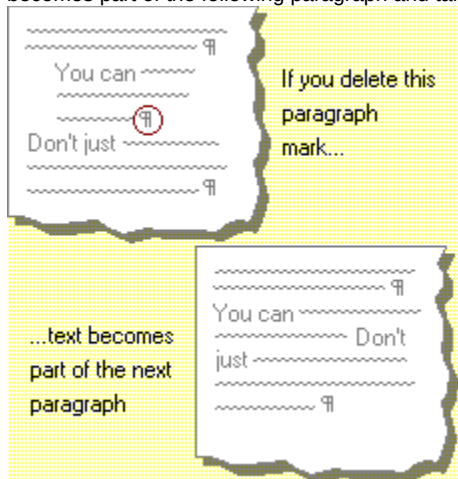 becomes part of the following paragraph and ta
¶
You can
¶
Don't just
¶
If you delete this
paragraph
mark...
¶
You can
Don't
just
¶
...text becomes
part of the next
paragraph